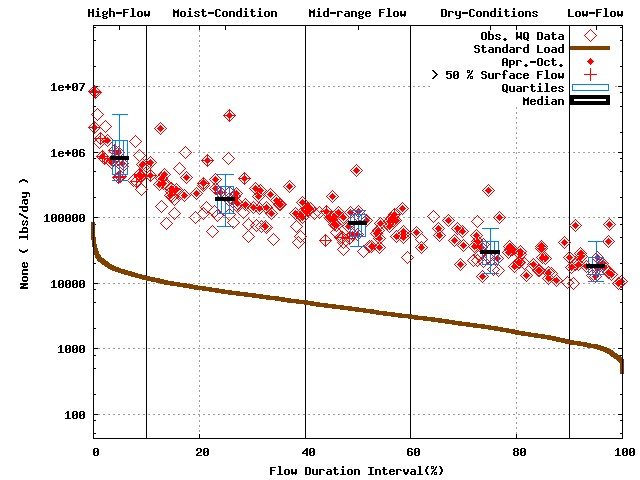 High-Flow Moist-Condition Mid-range Flow Dry-Conditions Low-Flow
Obs. WQ Data
Standard Load
Apr.-Oct.
> 50 % Surface Flow
Quartiles
Median
1e+07
1e+06
100000
10000
1000
100
None ( lbs/day )
0 20 40 60 80 100
Flow Duration Interval(%)